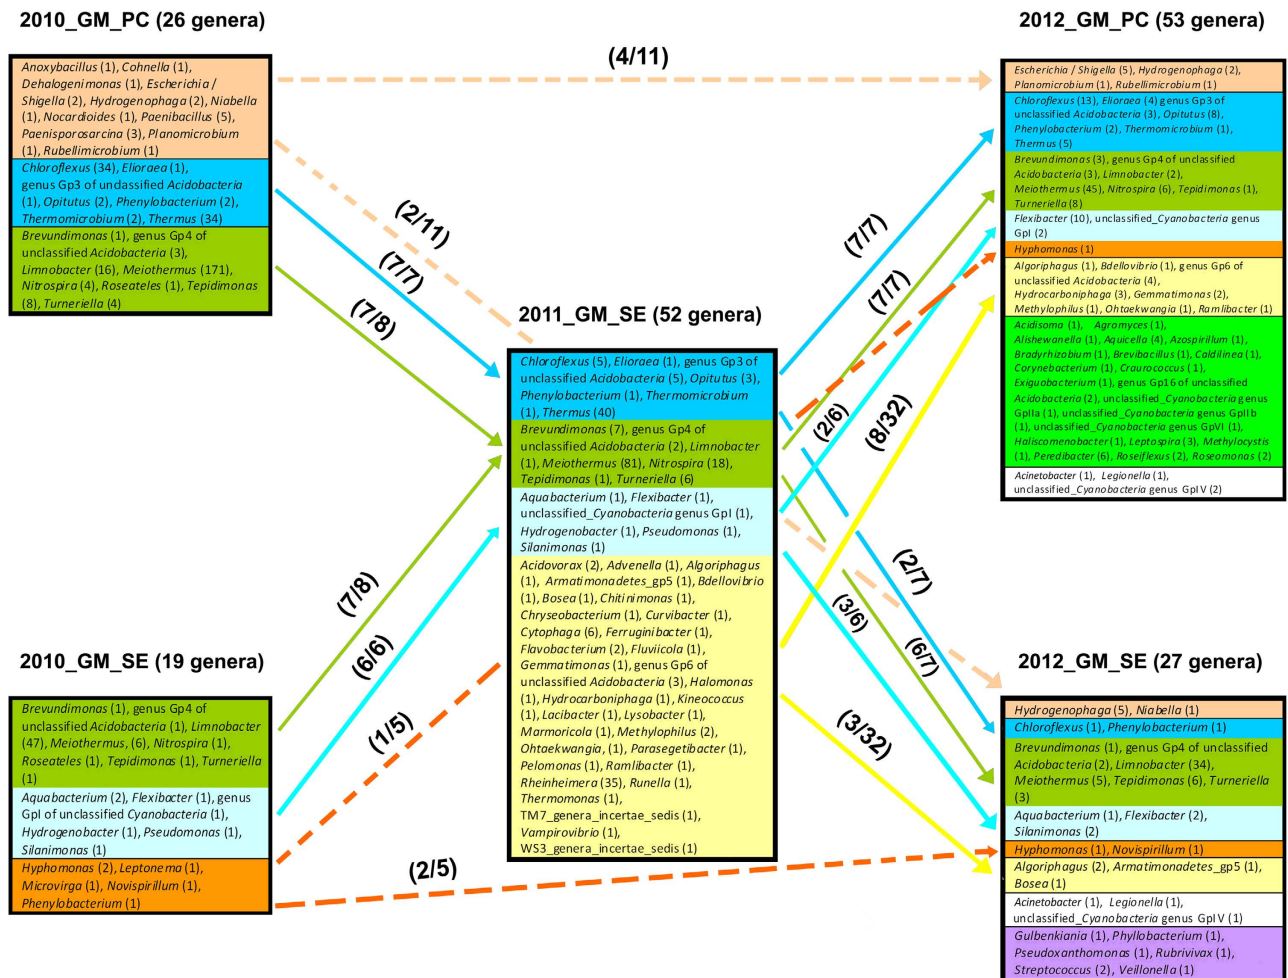 2010_GM_PC (26 genera)
Anoxybacillus (1), Cohnella (1),
Dehalogenimonas (1), Escherichia /
Shigella (2), Hydrogenophaga (2), Niabella
(1), Nocardioides (1), Paenibacillus (5),
Paenisporosarcina (3), Planomicrobium
(1), Rubellimicrobium (1)
Chloroflexus (34), Elioraea (1),
genus Gp3 of unclassified Acidobacteria
(1), Opitutus (2), Phenylobacterium (2),
Thermomicrobium (2), Thermus (34)
Brevundimonas (1), genus Gp4 of
unclassified Acidobacteria (3),
Limnobacter (16), Meiothermus (171),
Nitrospira (4), Roseateles (1), Tepidimonas
(8), Turneriella (4)
2010_GM_SE (19 genera)
Brevundimonas (1), genus Gp4 of
unclassified Acidobacteria (1), Limnobacter
(47), Meiothermus, (6), Nitrospira (1),
Roseateles (1), Tepidimonas (1), Turneriella
(1)
Aquabacterium (2), Flexibacter (1), genus
GpI of unclassified Cyanobacteria (1),
Hydrogenobacter (1), Pseudomonas (1),
Silanimonas (1)
Hyphomonas (2), Leptonema (1),
Microvirga (1), Novispirillum (1),
Phenylobacterium (1)
(4/11)
(2/11)
(7/7)
(7/8)
(7/8)
(6/6)
(1/5)
(2/5)
2011_GM_SE (52 genera)
Chloroflexus (5), Elioraea (1), genus Gp3 of
unclassified Acidobacteria (5), Opitutus (3),
Phenylobacterium (1), Thermomicrobium
(1), Thermus (40)
Brevundimonas (7), genus Gp4 of
unclassified Acidobacteria (2), Limnobacter
(1), Meiothermus (81), Nitrospira (18),
Tepidimonas (1), Turneriella (6)
Aquabacterium (1), Flexibacter (1),
unclassified_Cyanobacteria genus GpI (1),
Hydrogenobacter (1), Pseudomonas (1),
Silanimonas (1)
Acidovorax (2), Advenella (1), Algoriphagus
(1), Armatimonadetes_gp5 (1), Bdellovibrio
(1), Bosea (1), Chitinimonas (1),
Chryseobacterium (1), Curvibacter (1),
Cytophaga (6), Ferruginibacter (1),
Flavobacterium (2), Fluviicola (1),
Gemmatimonas (1), genus Gp6 of
unclassified Acidobacteria (3), Halomonas
(1), Hydrocarboniphaga (1), Kineococcus
(1), Lacibacter (1), Lysobacter (1),
Marmoricola (1), Methylophilus (2),
Ohtaekwangia, (1), Parasegetibacter (1),
Pelomonas (1), Ramlibacter (1),
Rheinheimera (35), Runella (1),
Thermomonas (1),
TM7_genera_incertae_sedis (1),
Vampirovibrio (1),
WS3_genera_incertae_sedis (1)
(7/7)
(7/7)
(2/6)
(8/32)
(2/7)
(3/6)
(6/7)
(3/32)
2012_GM_PC (53 genera)
Escherichia / Shigella (5), Hydrogenophaga (2),
Planomicrobium (1), Rubellimicrobium (1)
Chloroflexus (13), Elioraea (4) genus Gp3 of
unclassified Acidobacteria (3), Opitutus (8),
Phenylobacterium (2), Thermomicrobium (1),
Thermus (5)
Brevundimonas (3), genus Gp4 of unclassified
Acidobacteria (3), Limnobacter (2),
Meiothermus (45), Nitrospira (6), Tepidimonas (1),
Turneriella (8)
Flexibacter (10), unclassified_Cyanobacteria genus
GpI (2)
Hyphomonas (1)
Algoriphagus (1), Bdellovibrio (1), genus Gp6 of
unclassified Acidobacteria (4),
Hydrocarboniphaga (3), Gemmatimonas (2),
Methylophilus (1), Ohtaekwangia (1), Ramlibacter (1)
Acidisoma (1), Agromyces (1),
Alishewanella (1), Aquicella (4), Azospirillum (1),
Bradyrhizobium (1), Brevibacillus (1), Caldilinea (1),
Corynebacterium (1), Craurococcus (1),
Exiguobacterium (1), genus Gp16 of unclassified
Acidobacteria (2), unclassified_Cyanobacteria genus
GpIIa (1), unclassified_Cyanobacteria genus GpIIb
(1), unclassified_Cyanobacteria genus GpVI (1),
Haliscomenobacter (1), Leptospira (3), Methylocystis
(1), Peredibacter (6), Roseiflexus (2), Roseomonas (2)
Acinetobacter (1), Legionella (1),
unclassified_Cyanobacteria genus GpIV (2)
2012_GM_SE (27 genera)
Hydrogenophaga (5), Niabella (1)
Chloroflexus (1), Phenylobacterium (1)
Brevundimonas (1), genus Gp4 of unclassified
Acidobacteria (2), Limnobacter (34),
Meiothermus (5), Tepidimonas (6), Turneriella
(3)
Aquabacterium (1), Flexibacter (2),
Silanimonas (2)
Hyphomonas (1), Novispirillum (1)
Algoriphagus (2), Armatimonadetes_gp5 (1),
Bosea (1)
Acinetobacter (1), Legionella (1),
unclassified_Cyanobacteria genus GpIV (1)
Gulbenkiania (1), Phyllobacterium (1),
Pseudoxanthomonas (1), Rubrivivax (1),
Streptococcus (2), Veillonella (1)